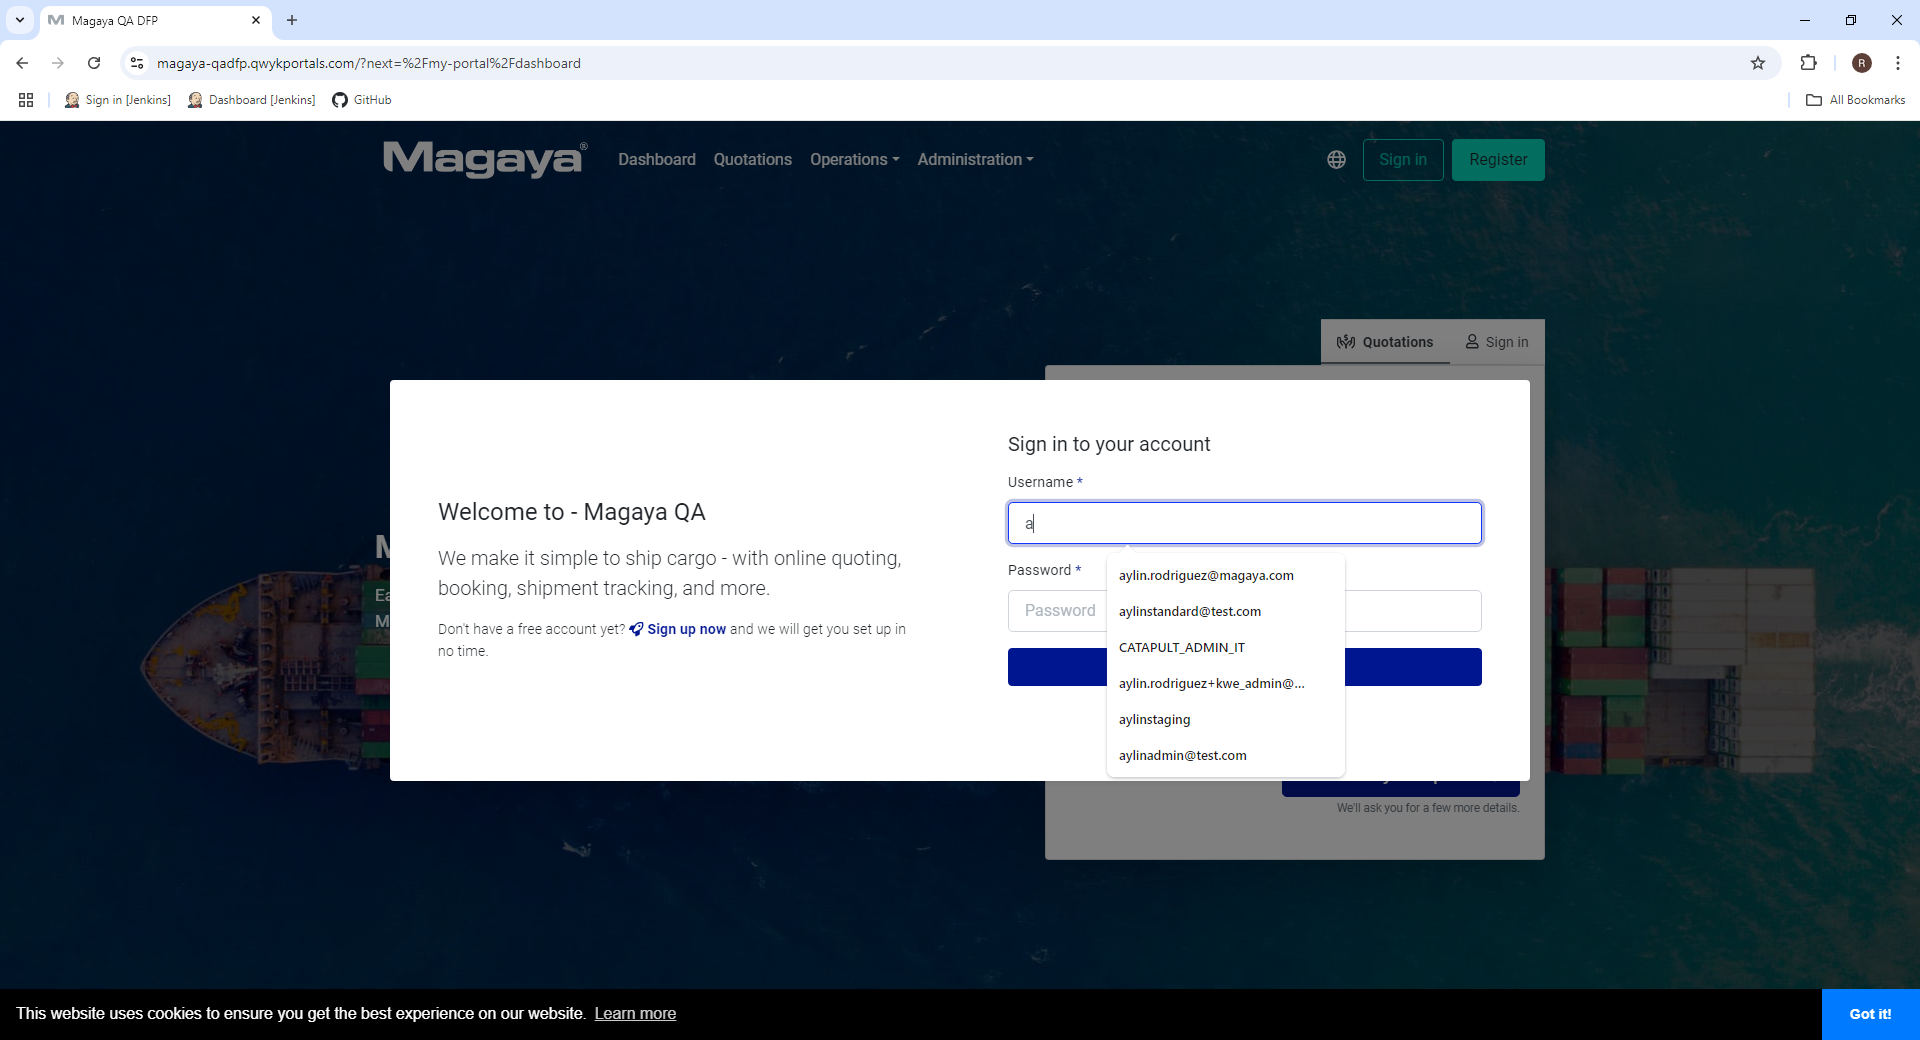 Magaya QA DFP
magaya-qadfp.qwykportals.com/?next=%2Fmy-portal%2Fdashboard
R
Sign in [Jenkins]
Dashboard [Jenkins]
GitHub
All Bookmarks
Magaya®
Dashboard
Quotations
Operations
Administration
Sign in
Register
Quotations
Sign in
Sign in to your account
Username *
a
Welcome to - Magaya QA
We make it simple to ship cargo - with online quoting,
booking, shipment tracking, and more.
Don't have a free account yet? Sign up now and we will get you set up in
no time.
Password *
Password
aylin.rodriguez@magaya.com
aylinstandard@test.com
CATAPULT_ADMIN_IT
aylin.rodriguez+kwe_admin@...
aylinstaging
aylinadmin@test.com
We'll ask you for a few more details.
This website uses cookies to ensure you get the best experience on our website. Learn more
Got it!